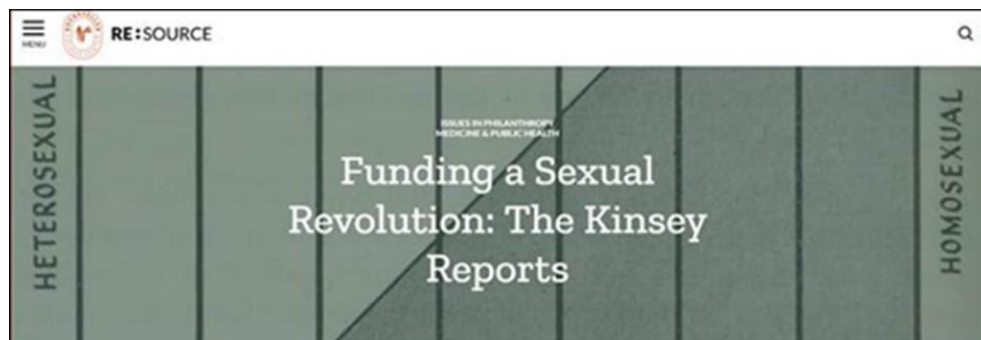 MENU
RE:SOURCE
ISSUES IN PHILANTHROPY
MEDICINE & PUBLIC HEALTH
HETEROSEXUAL
Funding a Sexual
Revolution: The Kinsey
Reports
HOMOSEXUAL